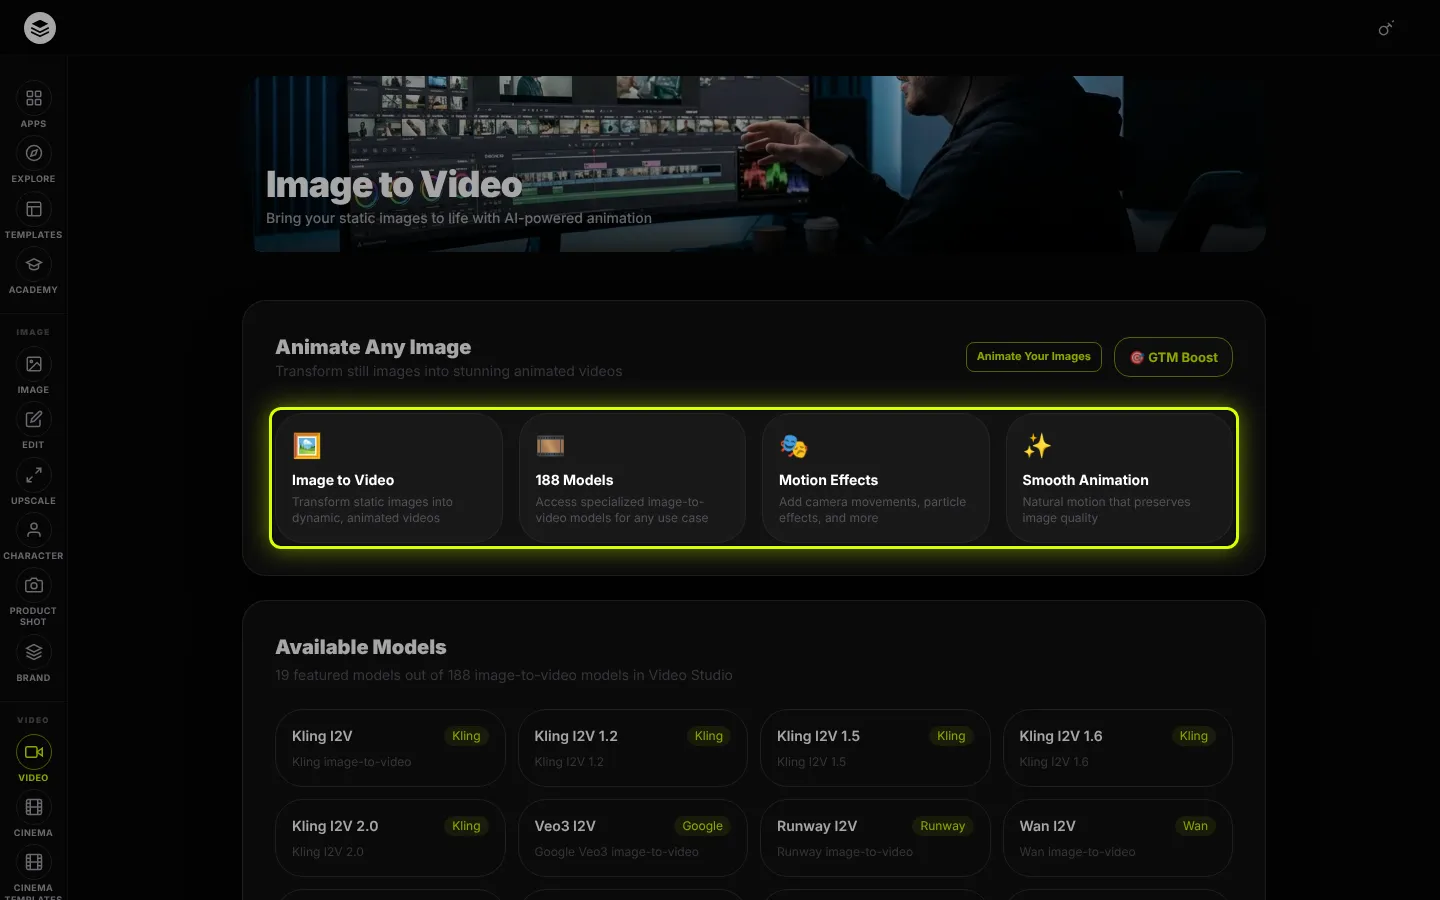 APPS
EXPLORE
TEMPLATES
ACADEMY
IMAGE
IMAGE
EDIT
UPSCALE
CHARACTER
PRODUCT
SHOT
BRAND
VIDEO
VIDEO
CINEMA
CINEMA
TEMPLATES
Image to Video
Bring your static images to life with AI-powered animation
Animate Any Image
Transform still images into stunning animated videos
Animate Your Images
🎯 GTM Boost
Image to Video
Transform static images into
dynamic, animated videos
188 Models
Access specialized image-to-
video models for any use case
Motion Effects
Add camera movements, particle
effects, and more
Smooth Animation
Natural motion that preserves
image quality
Available Models
19 featured models out of 188 image-to-video models in Video Studio
Kling I2V
Kling
Kling image-to-video
Kling I2V 1.2
Kling
Kling I2V 1.2
Kling I2V 1.5
Kling
Kling I2V 1.5
Kling I2V 1.6
Kling
Kling I2V 1.6
Kling I2V 2.0
Kling
Kling I2V 2.0
Veo3 I2V
Google
Google Veo3 image-to-video
Runway I2V
Runway
Runway image-to-video
Wan I2V
Wan
Wan image-to-video